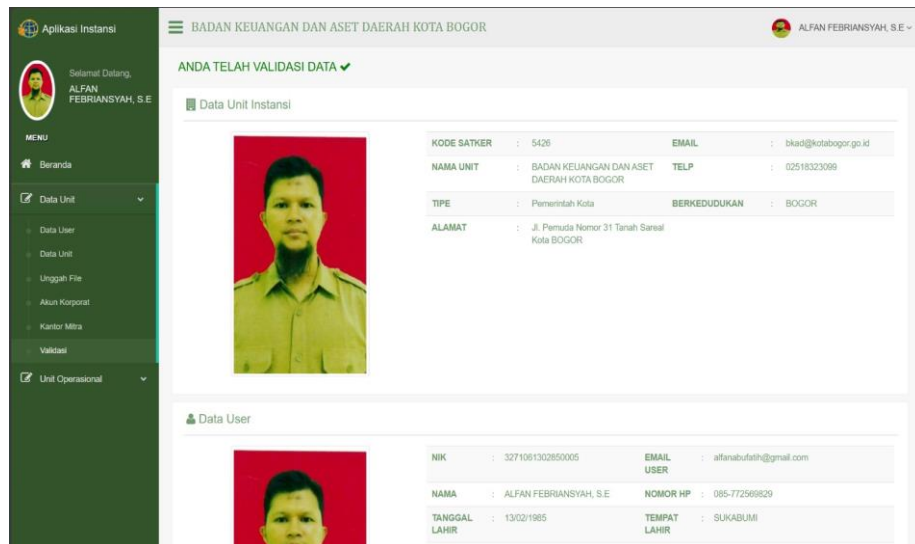 Aplikasi Instansi
BADAN KEUANGAN DAN ASET DAERAH KOTA BOGOR
ALFAN FEBRIANSYAH, S.E
Selamat Datang,
ALFAN
FEBRIANSYAH, S.E
MENU
Beranda
Data Unit
Data User
Data Unit
Unggah File
Akun Korporat
Kantor Mitra
Validasi
Unit Operasional
ANDA TELAH VALIDASI DATA ✔
Data Unit Instansi
KODE SATKER : 5426 EMAIL : bkad@kotabogor.go.id
NAMA UNIT : BADAN KEUANGAN DAN ASET TELP : 02518323099
DAERAH KOTA BOGOR
TIPE : Pemerintah Kota BERKEDUDUKAN : BOGOR
ALAMAT : Jl. Pemuda Nomor 31 Tanah Sareal
Kota BOGOR
Data User
NIK : 3271061302850005 EMAIL : alfanabufatih@gmail.com
USER
NAMA : ALFAN FEBRIANSYAH, S.E NOMOR HP : 085-772569829
TANGGAL : 13/02/1985 TEMPAT : SUKABUMI
LAHIR LAHIR